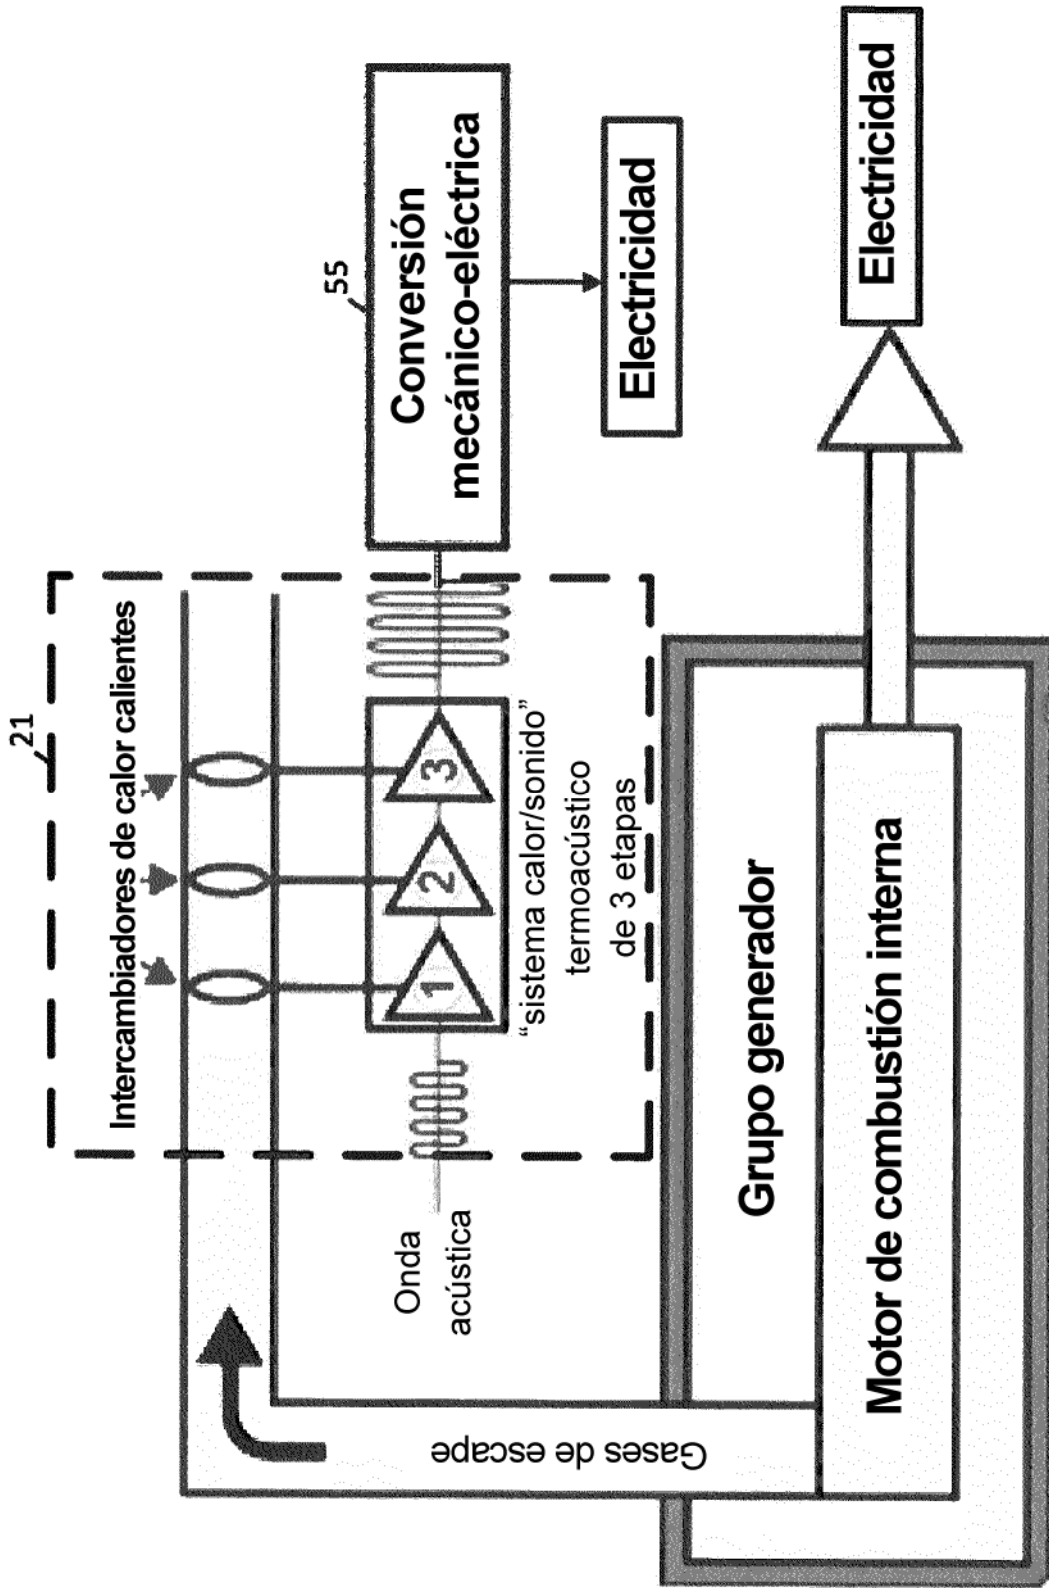 21
Intercambiadores de calor calientes
55
Conversión
mecánico-eléctrica
Electricidad
1
2
3
Onda
acústica
“sistema calor/sonido”
termoacústico
de 3 etapas
Gases de escape
Grupo generador
Motor de combustión interna
Electricidad